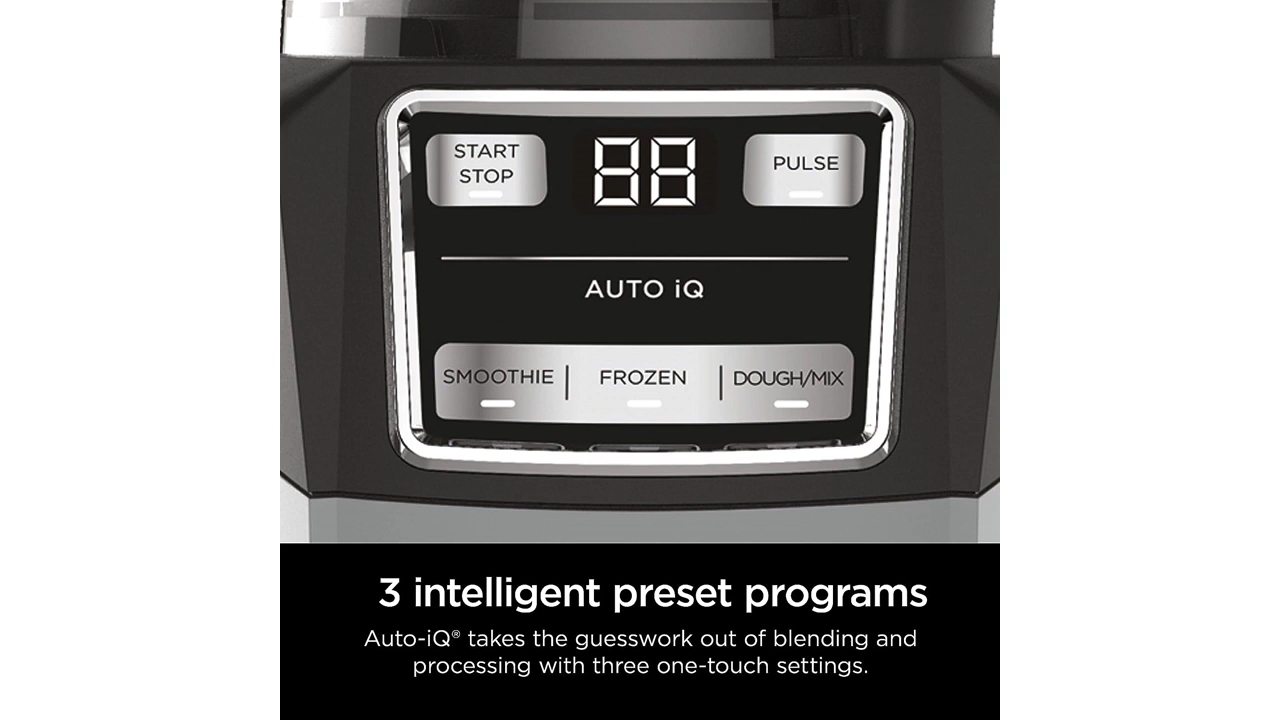 START
STOP
88
PULSE
AUTO iQ
SMOOTHIE | FROZEN | DOUGH/MIX
3 intelligent preset programs
Auto-iQ® takes the guesswork out of blending and
processing with three one-touch settings.